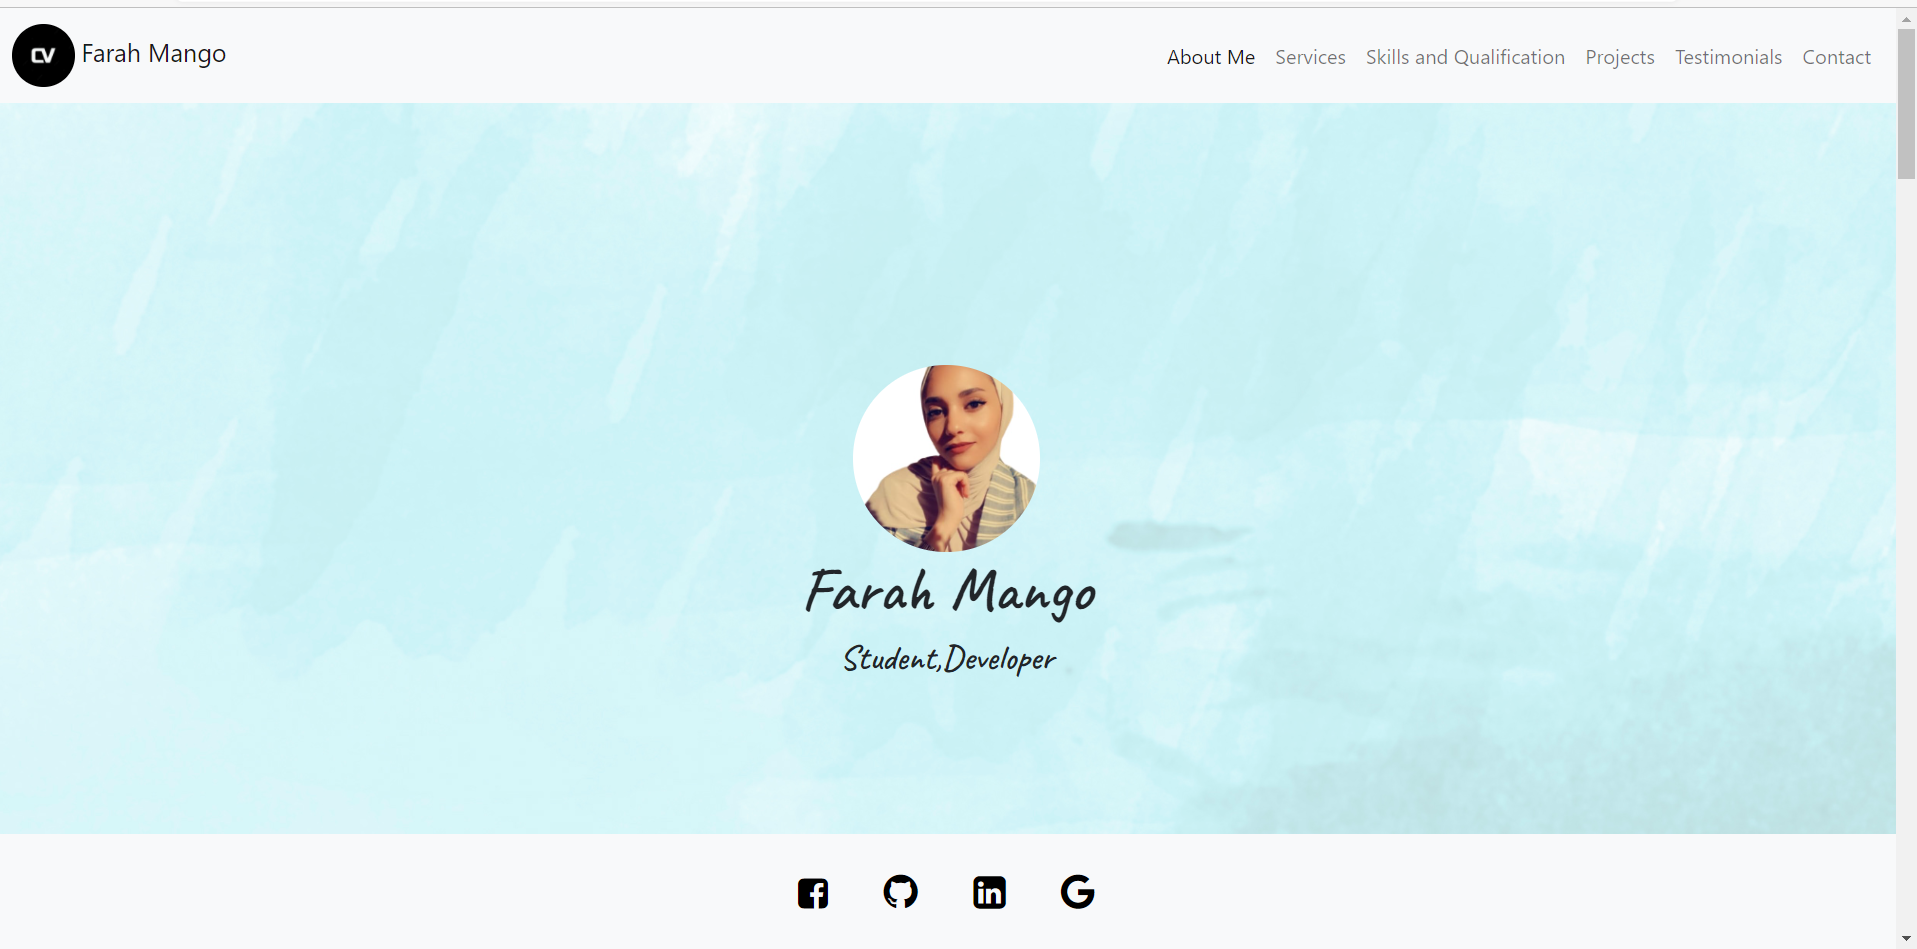 CV Farah Mango
About Me Services Skills and Qualification Projects Testimonials Contact
Farah Mango
Student,Developer